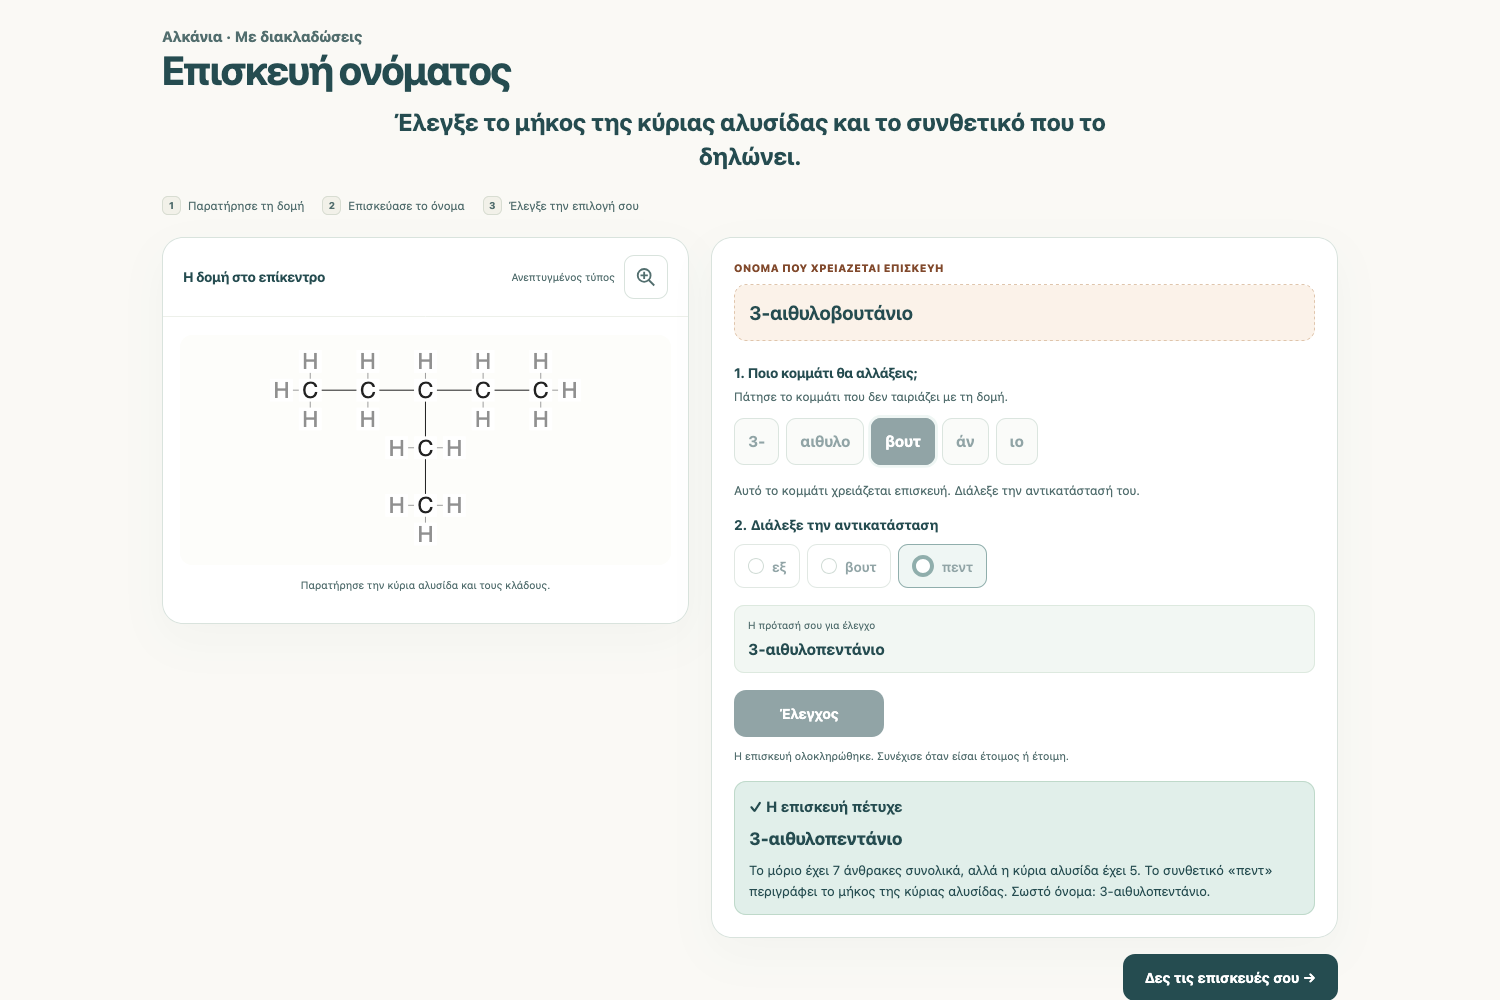 Αλκάνια · Με διακλαδώσεις
Επισκευή ονόματος
Έλεγξε το μήκος της κύριας αλυσίδας και το συνθετικό που το
δηλώνει.
1 Παρατήρησε τη δομή 2 Επισκεύασε το όνομα 3 Έλεγξε την επιλογή σου
Η δομή στο επίκεντρο
Ανεπτυγμένος τύπος
H H H H H
H C C C C C H
H H H H
H C H
H C H
H
Παρατήρησε την κύρια αλυσίδα και τους κλάδους.
ΟΝΟΜΑ ΠΟΥ ΧΡΕΙΑΖΕΤΑΙ ΕΠΙΣΚΕΥΗ
3-αιθυλοβουτάνιο
1. Ποιο κομμάτι θα αλλάξεις;
Πάτησε το κομμάτι που δεν ταιριάζει με τη δομή.
3- αιθυλο βουτ άν ιο
Αυτό το κομμάτι χρειάζεται επισκευή. Διάλεξε την αντικατάστασή του.
2. Διάλεξε την αντικατάσταση
εξ βουτ πεντ
Η πρότασή σου για έλεγχο
3-αιθυλοπεντάνιο
Έλεγχος
Η επισκευή ολοκληρώθηκε. Συνέχισε όταν είσαι έτοιμος ή έτοιμη.
✓ Η επισκευή πέτυχε
3-αιθυλοπεντάνιο
Το μόριο έχει 7 άνθρακες συνολικά, αλλά η κύρια αλυσίδα έχει 5. Το συνθετικό «πεντ»
περιγράφει το μήκος της κύριας αλυσίδας. Σωστό όνομα: 3-αιθυλοπεντάνιο.
Δες τις επισκευές σου →